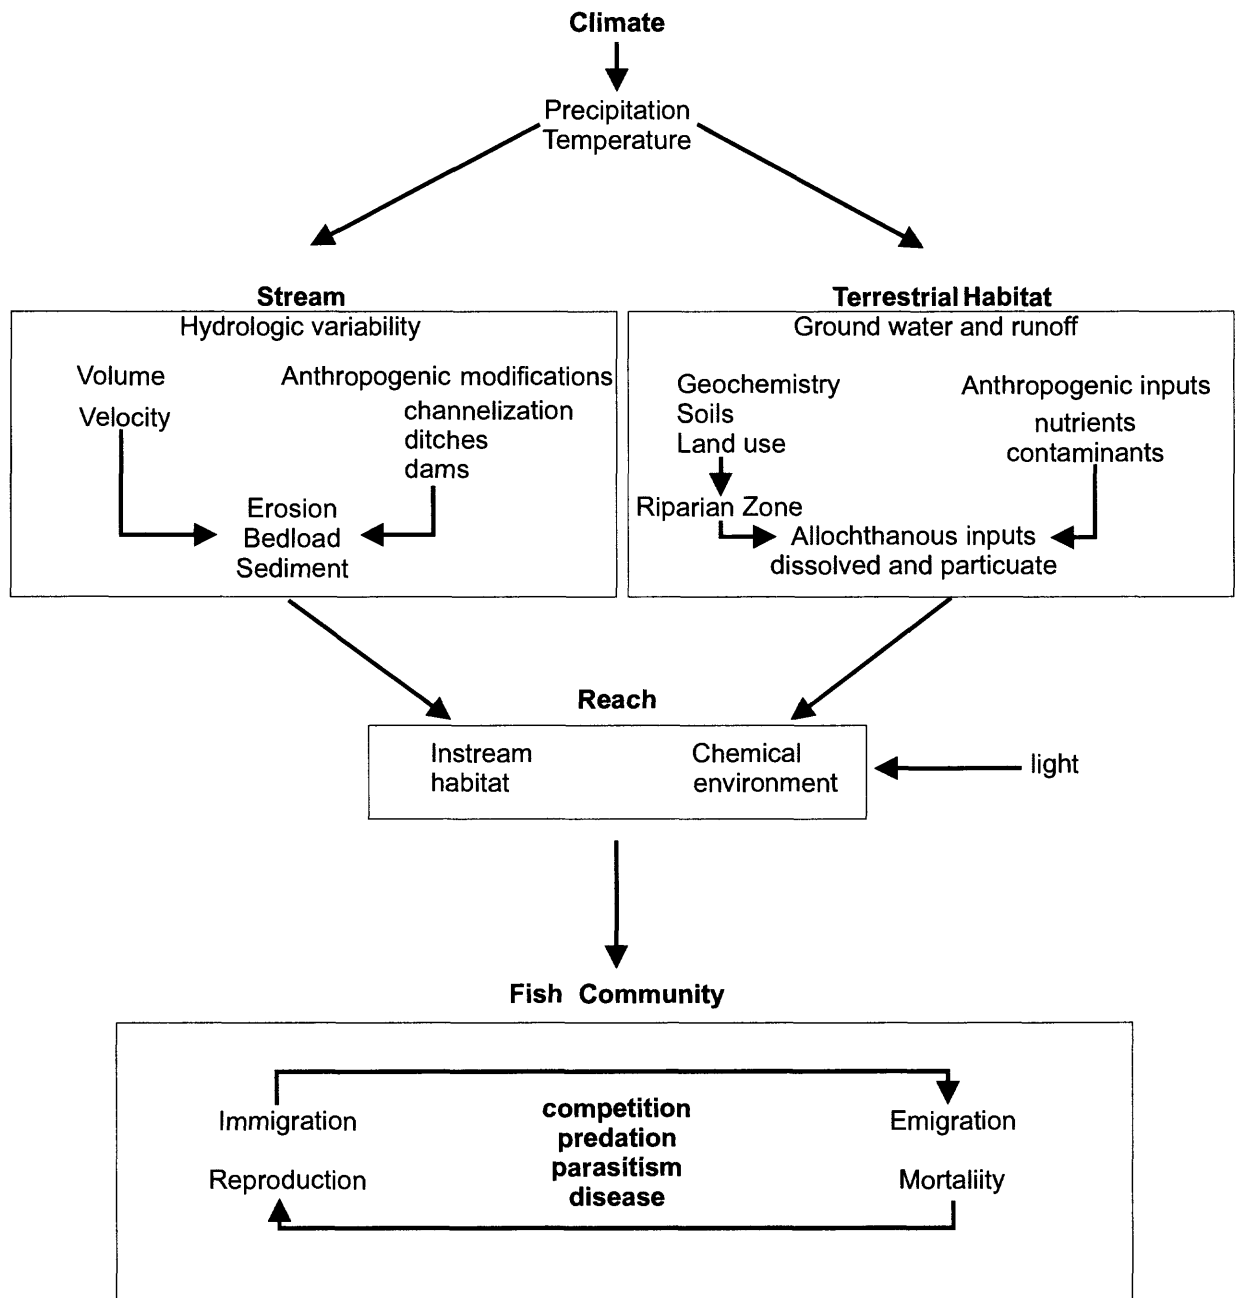 Climate
Precipitation
Temperature
Stream
Hydrologic variability
Volume
Velocity
Anthropogenic modifications
channelization
ditches
dams
Erosion
Bedload
Sediment
Terrestrial Habitat
Ground water and runoff
Geochemistry
Soils
Land use
Riparian Zone
Anthropogenic inputs
nutrients
contaminants
Allochthanous inputs
dissolved and particuate
Reach
Instream
habitat
Chemical
environment
light
Fish Community
Immigration
Reproduction
competition
predation
parasitism
disease
Emigration
Mortaliity